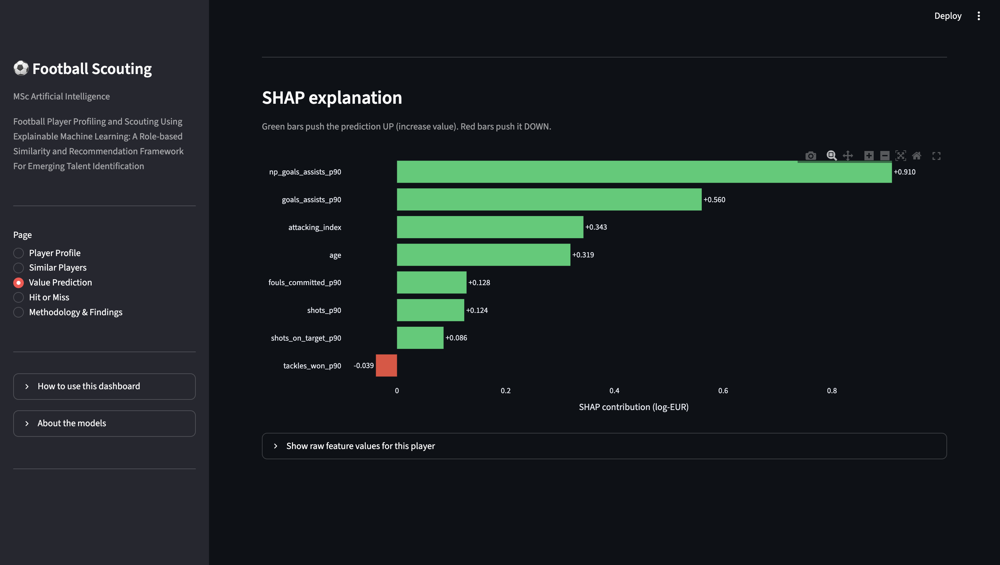 Deploy
⚽ Football Scouting
MSc Artificial Intelligence
Football Player Profiling and Scouting Using
Explainable Machine Learning: A Role-based
Similarity and Recommendation Framework
For Emerging Talent Identification
Page
Player Profile
Similar Players
Value Prediction
Hit or Miss
Methodology & Findings
How to use this dashboard
About the models
SHAP explanation
Green bars push the prediction UP (increase value). Red bars push it DOWN.
np_goals_assists_p90 +0.910
goals_assists_p90 +0.560
attacking_index +0.343
age +0.319
fouls_committed_p90 +0.128
shots_p90 +0.124
shots_on_target_p90 +0.086
tackles_won_p90 -0.039
0 0.2 0.4 0.6 0.8
SHAP contribution (log-EUR)
Show raw feature values for this player